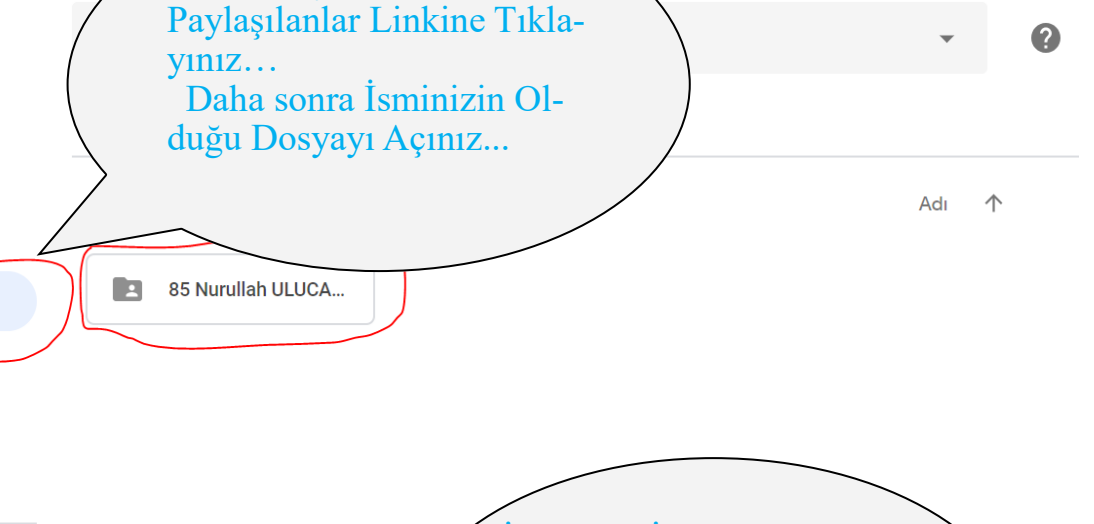 Paylaşılanlar Linkine Tıkla-
yınız…
Daha sonra İsminizin Ol-
duğu Dosyayı Açınız...
Adı
85 Nurullah ULUCA...